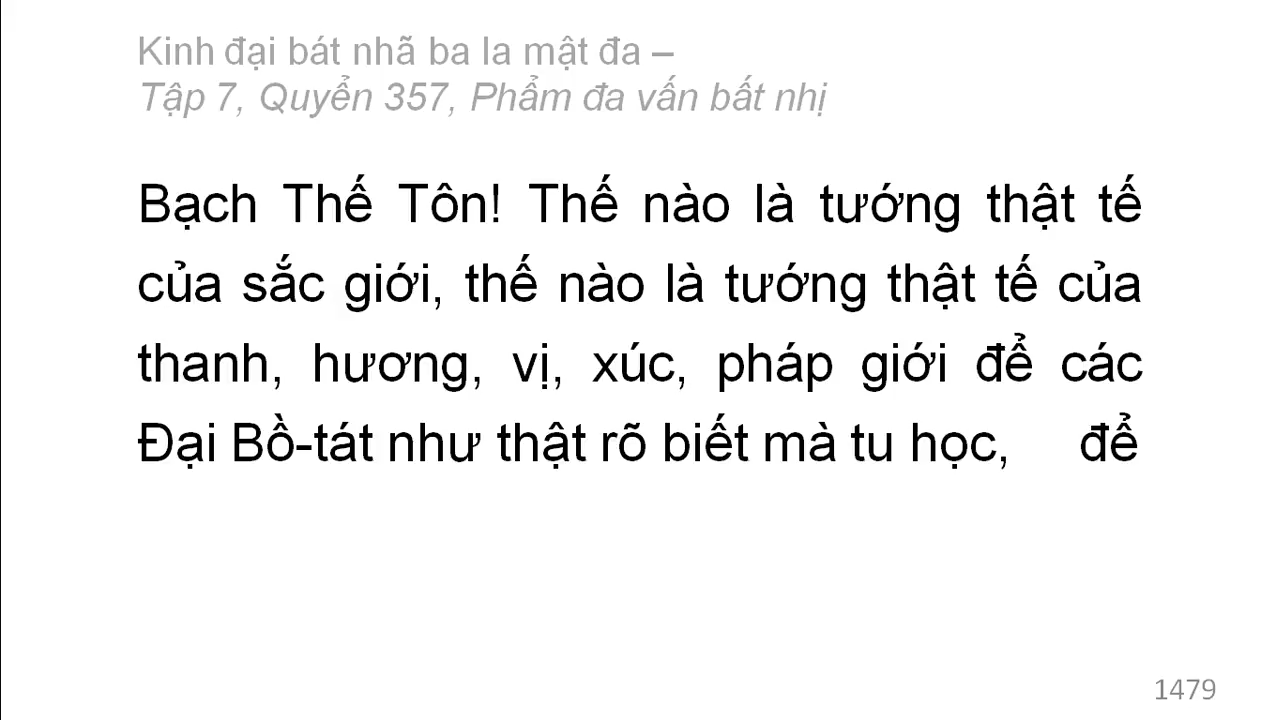 Kinh đại bát nhã ba la mật đa –
Tập 7, Quyển 357, Phẩm đa vấn bất nhị
Bạch Thế Tôn! Thế nào là tướng thật tế
của sắc giới, thế nào là tướng thật tế của
thanh, hương, vị, xúc, pháp giới để các
Đại Bồ-tát như thật rõ biết mà tu học, để
1479